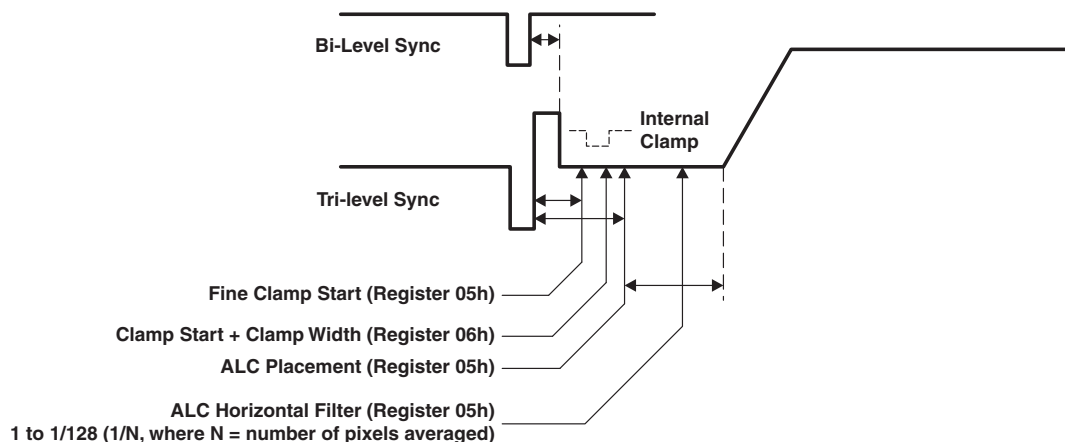 Bi-Level Sync
Internal
Clamp
Tri-level Sync
Fine Clamp Start (Register 05h)
Clamp Start + Clamp Width (Register 06h)
ALC Placement (Register 05h)
ALC Horizontal Filter (Register 05h)
1 to 1/128 (1/N, where N = number of pixels averaged)